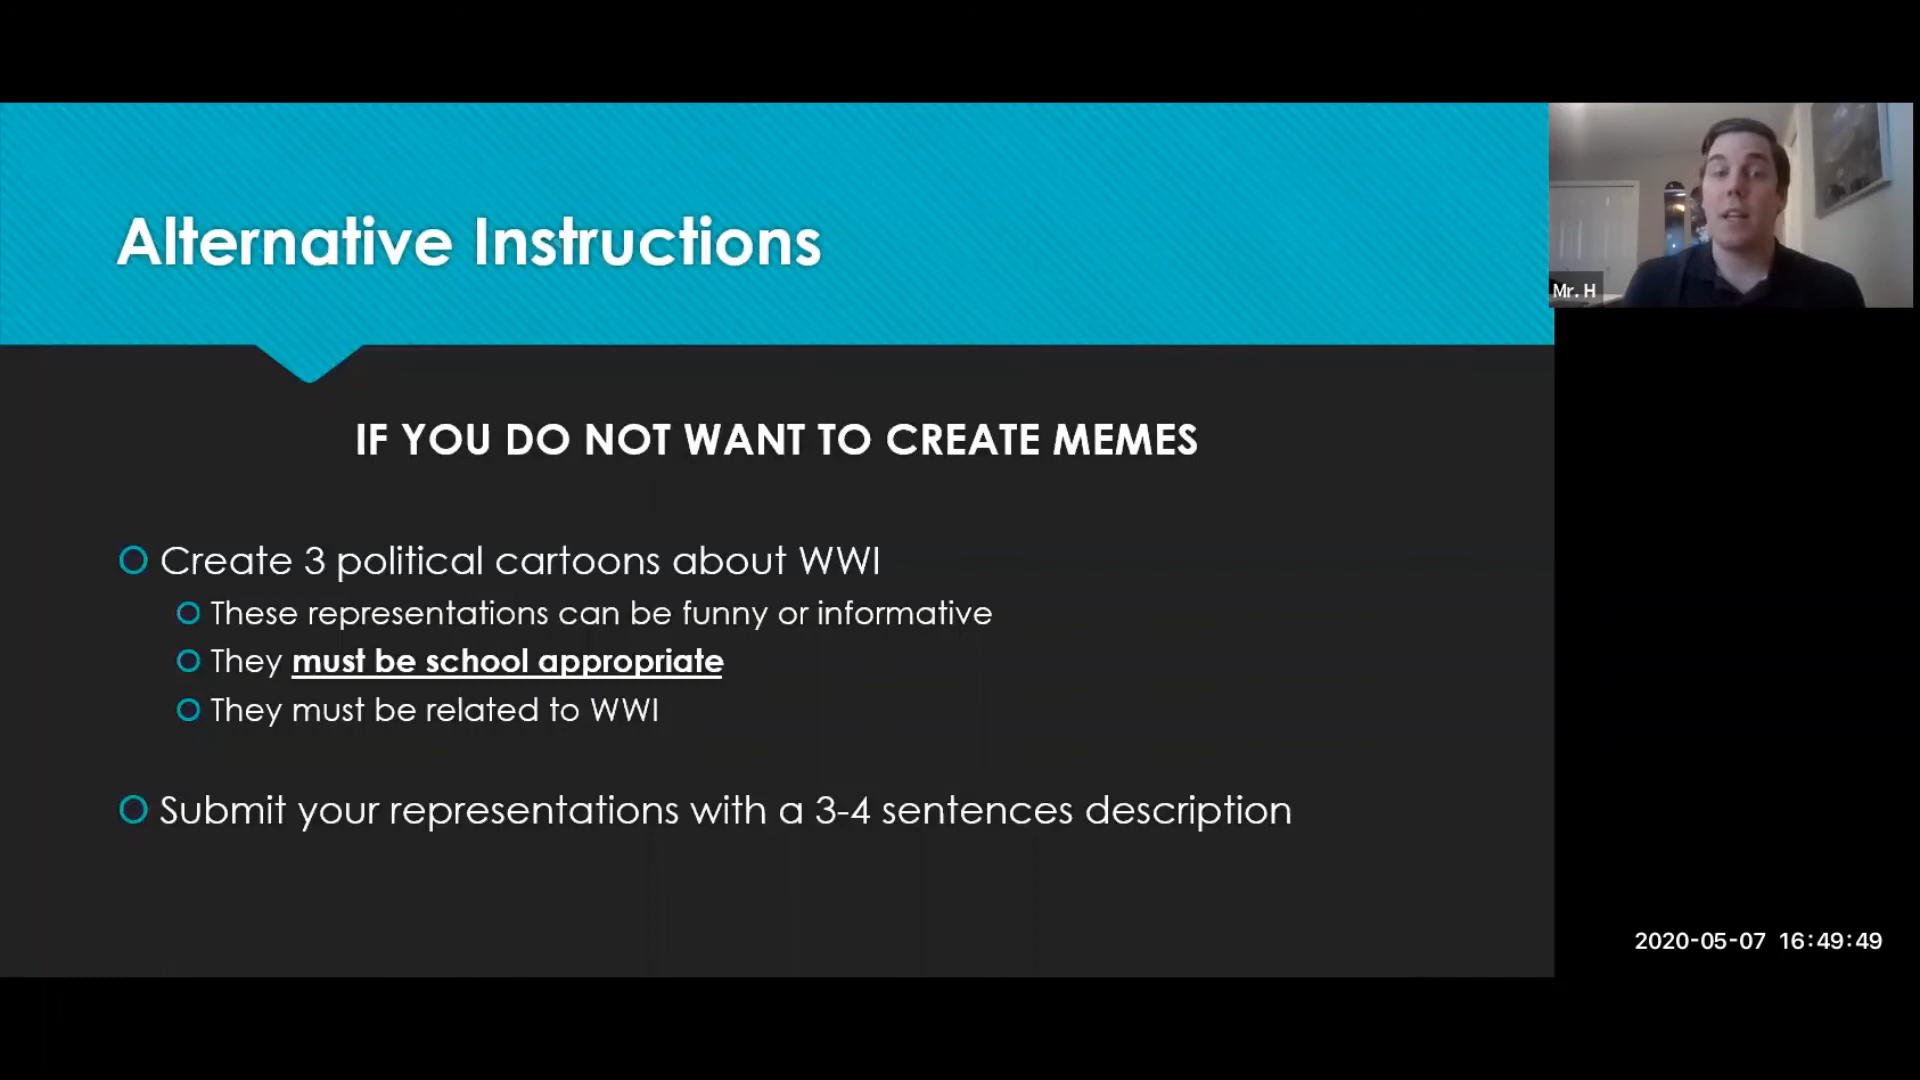 Alternative Instructions
Mr. H
IF YOU DO NOT WANT TO CREATE MEMES
Create 3 political cartoons about WWI
These representations can be funny or informative
They must be school appropriate
They must be related to WWI
Submit your representations with a 3-4 sentences description
2020-05-07 16:49:49